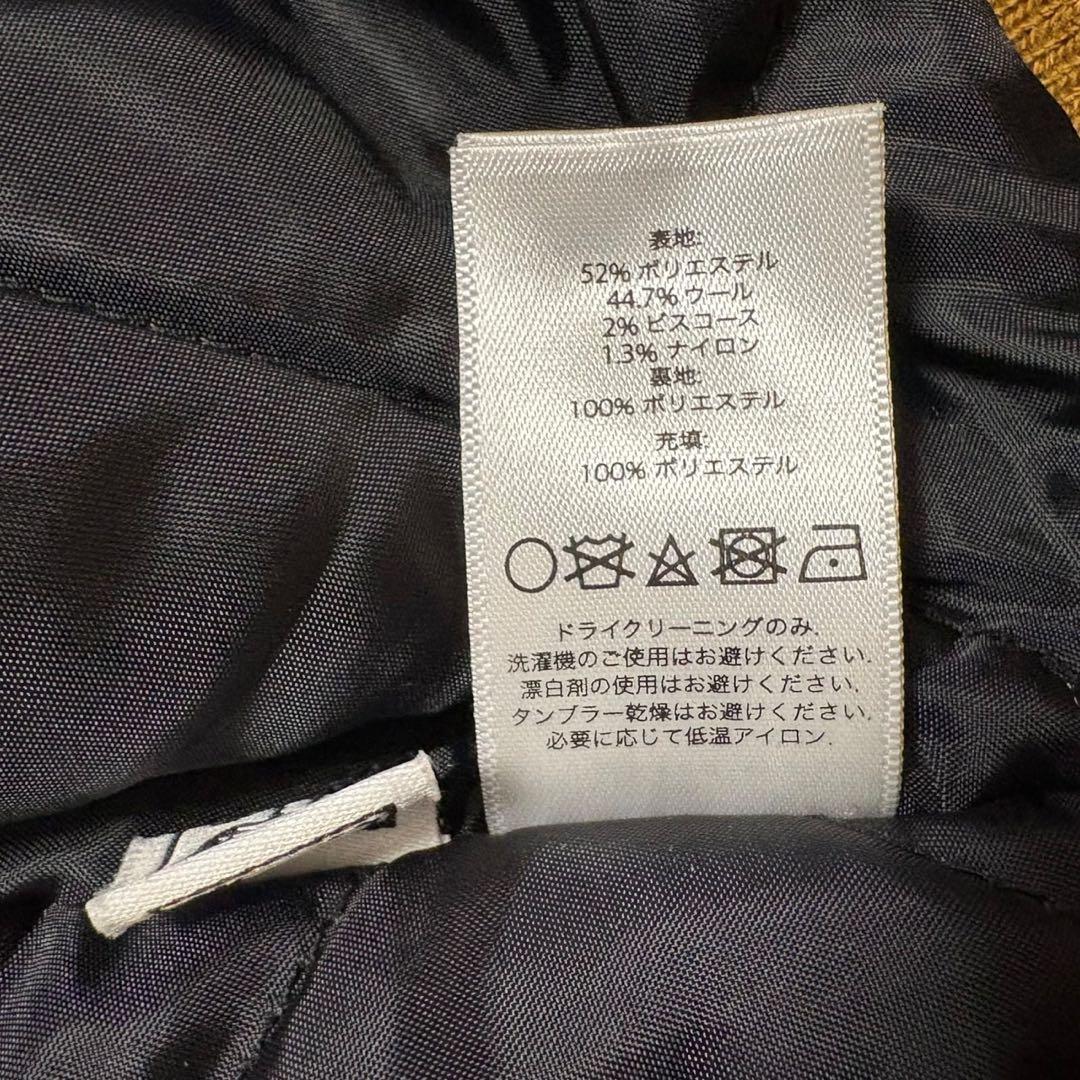 表地:
52% ポリエステル
44.7% ウール
2% ビスコース
1.3% ナイロン
裏地:
100% ポリエステル
充填:
100% ポリエステル
ドライクリーニングのみ.
洗濯機のご使用はお避けください.
漂白剤の使用はお避けください.
タンブラー乾燥はお避けください.
必要に応じて低温アイロン.